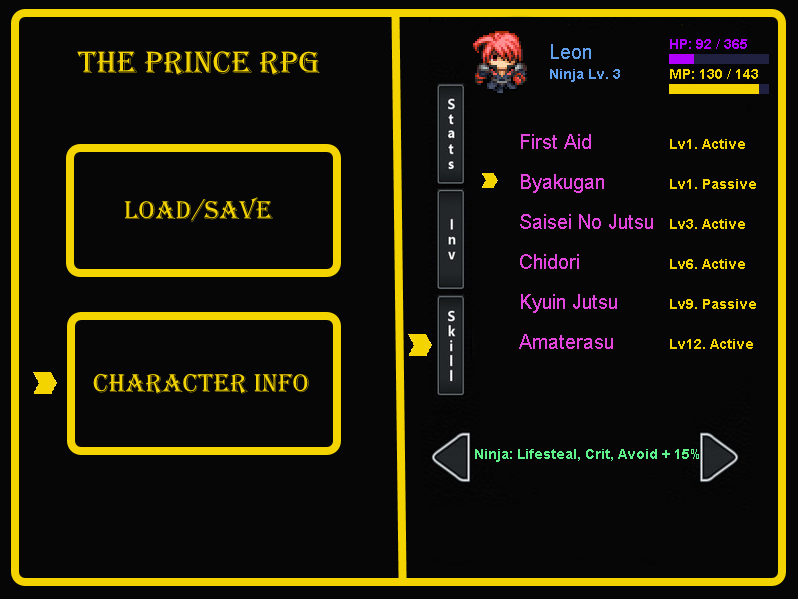 THE PRINCE RPG
LOAD/SAVE
CHARACTER INFO
Leon
Ninja Lv. 3
HP: 92 / 365
MP: 130 / 143
Stats
Inv
Skill
First Aid Lv1. Active
Byakugan Lv1. Passive
Saisei No Jutsu Lv3. Active
Chidori Lv6. Active
Kyuin Jutsu Lv9. Passive
Amaterasu Lv12. Active
Ninja: Lifesteal, Crit, Avoid + 15%